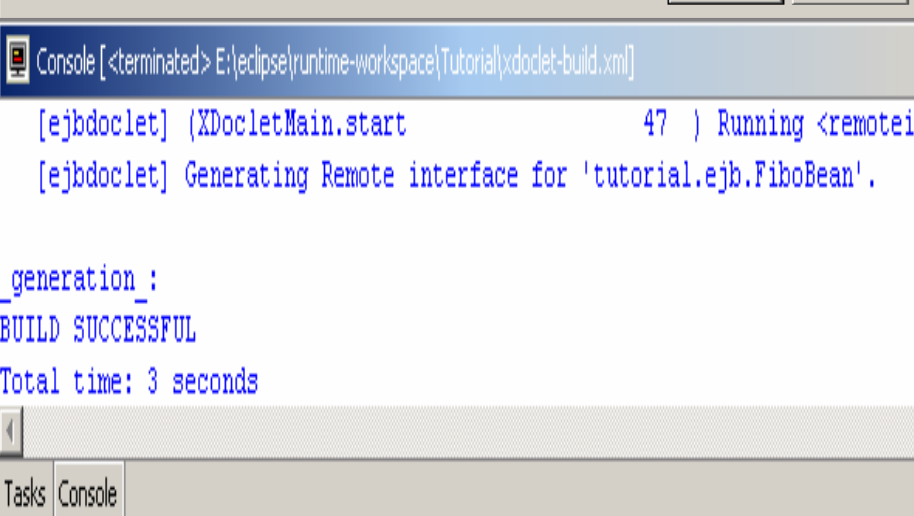 Console [<terminated> E:\eclipse\runtime-workspace\Tutorial\xdoclet-build.xml]
[ejbdoclet] (XDocletMain.start 47 ) Running <remotei
[ejbdoclet] Generating Remote interface for 'tutorial.ejb.FiboBean'.
_generation_:
BUILD SUCCESSFUL
Total time: 3 seconds
Tasks Console